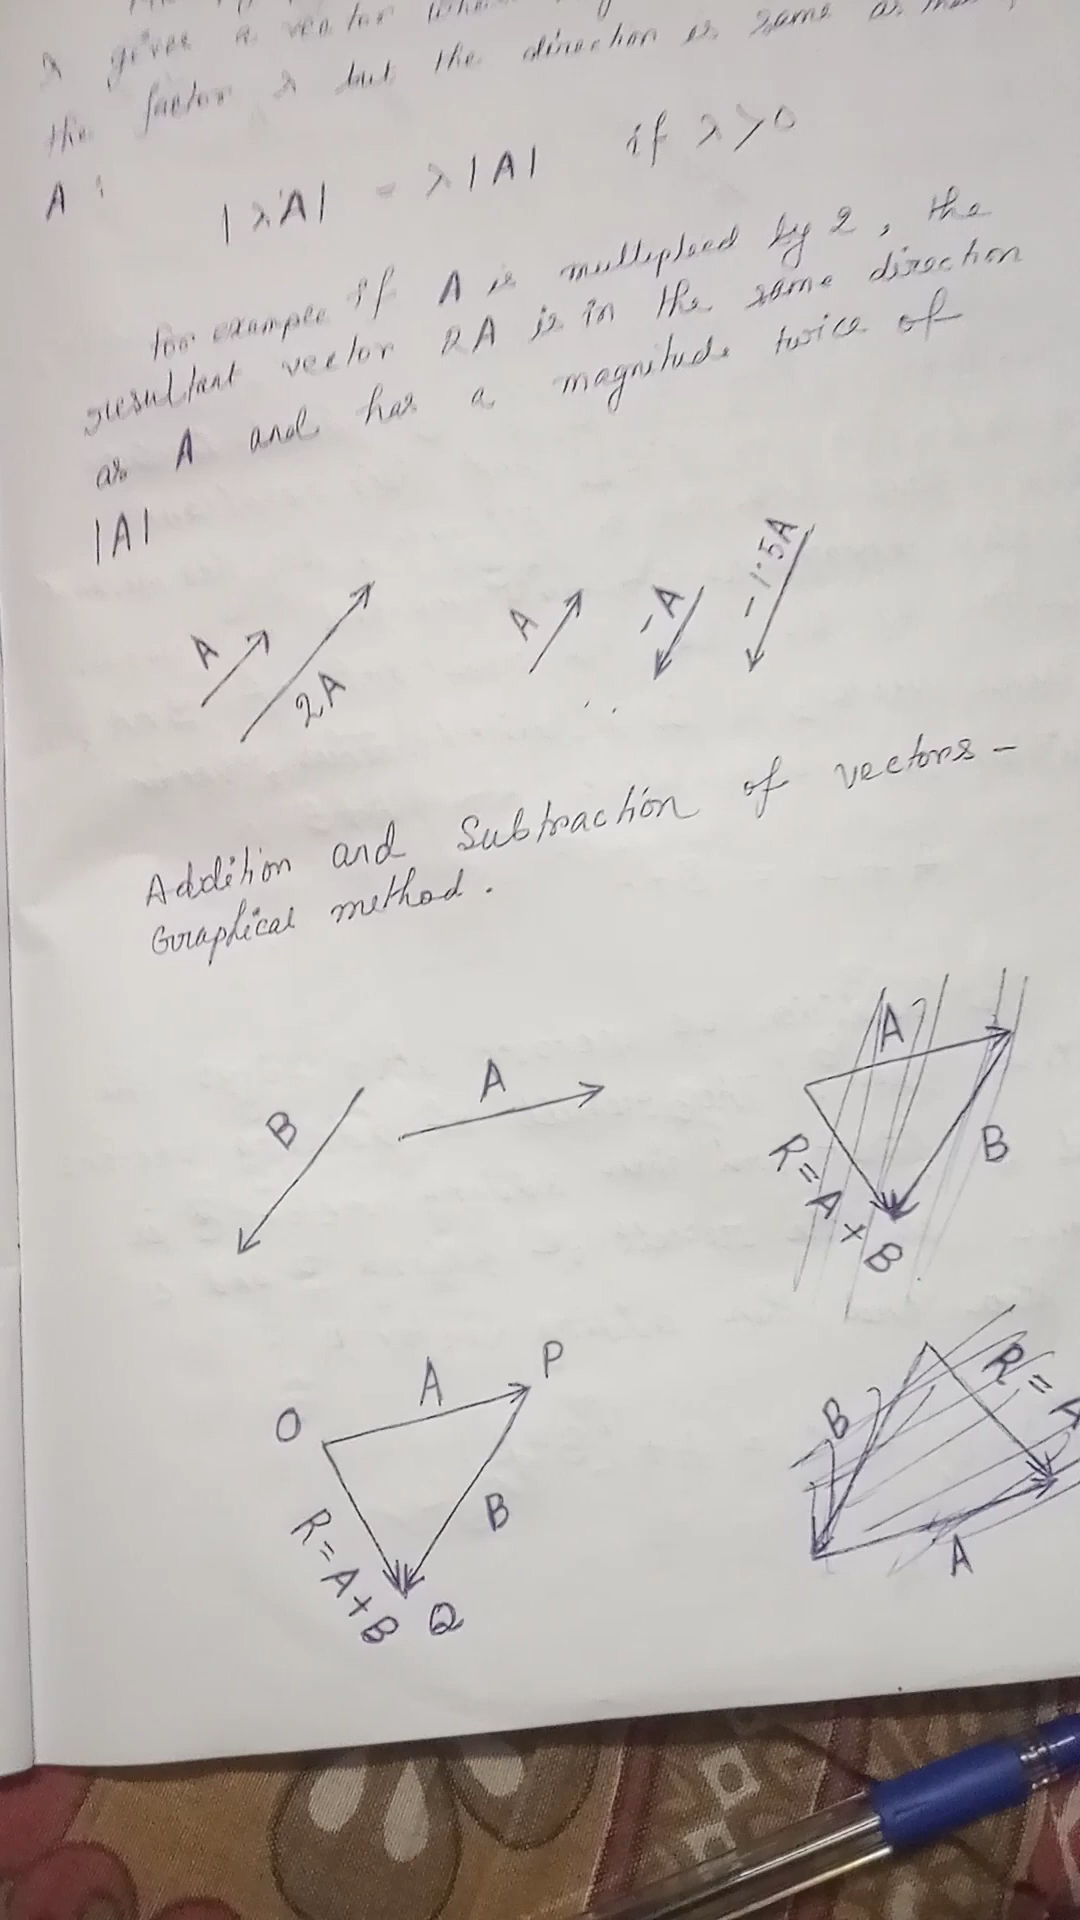 λ gives a vector
the factor λ but the direction is same as
A :
|λA| = λ|A| if λ>0
for example if A is multiplied by 2, the
resultant vector 2A is in the same direction
as A and has a magnitude twice of
|A|
A
2A
A
-A
-1.5A
Addition and Subtraction of vectors -
Graphical method.
B
A
A
B
R=A+B
O
A
P
B
R=A+B
Q
B
R=A
A